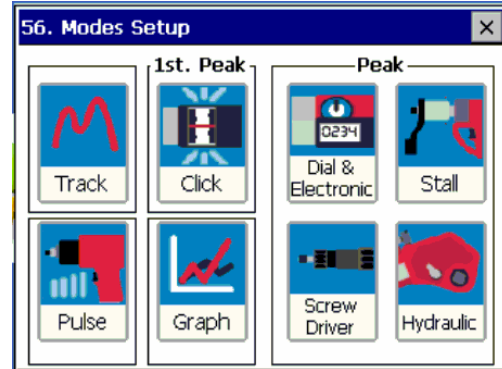 56. Modes Setup
1st. Peak
Peak
Track
Click
0234
Dial &
Electronic
Stall
Pulse
Graph
Screw
Driver
Hydraulic